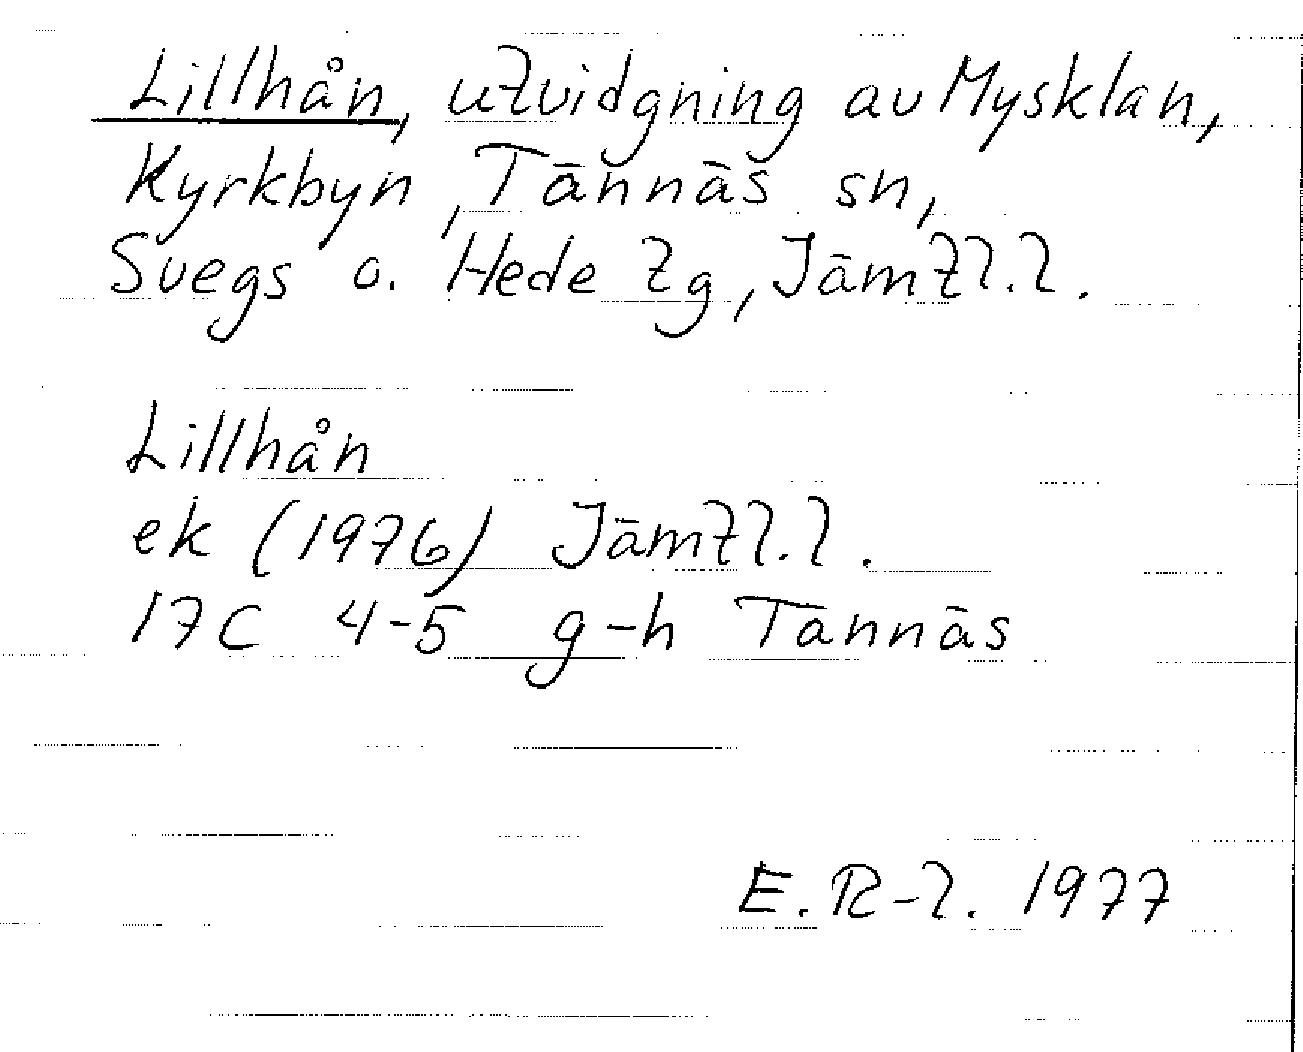 Lillhån, utvidgning av Mysklan,
Kyrkbyn, Tännäs sn,
Svegs o. Hede tg, Jämtl.l.
Lillhån
ek (1976) Jämtl.l.
17C 4-5 g-h Tännäs
E.R-l. 1977